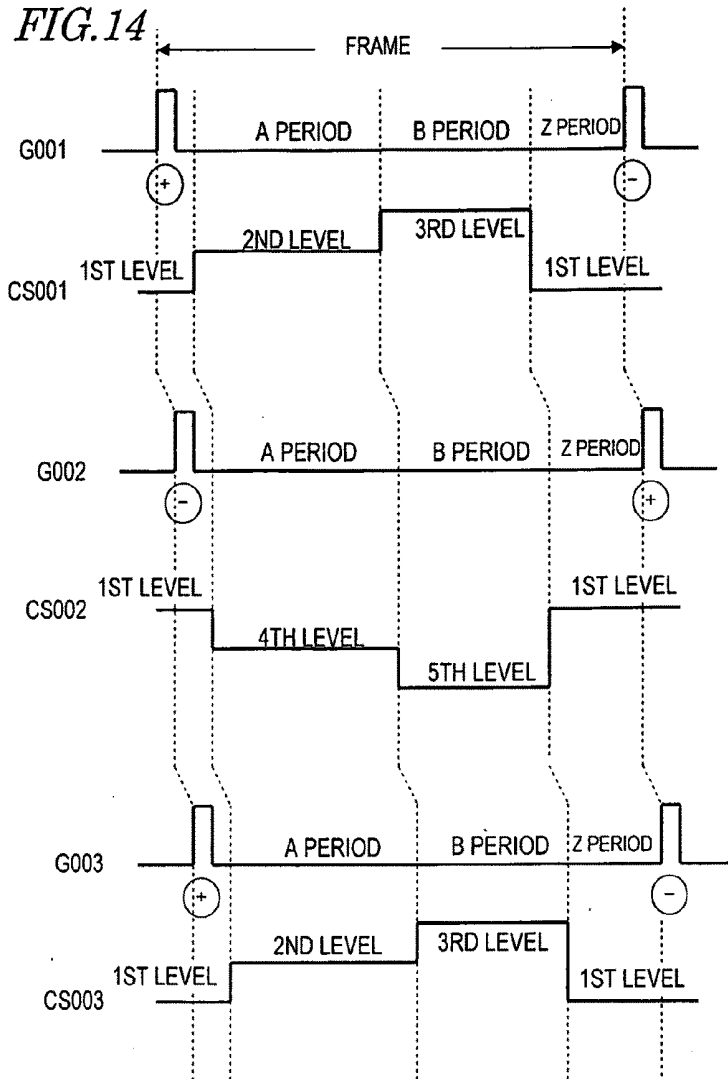 FIG.14
FRAME
A PERIOD B PERIOD Z PERIOD
G001
+ -
2ND LEVEL 3RD LEVEL
1ST LEVEL 1ST LEVEL
CS001
A PERIOD B PERIOD Z PERIOD
G002
- +
1ST LEVEL 1ST LEVEL
CS002
4TH LEVEL
5TH LEVEL
A PERIOD B PERIOD Z PERIOD
G003
+ -
2ND LEVEL 3RD LEVEL
1ST LEVEL 1ST LEVEL
CS003